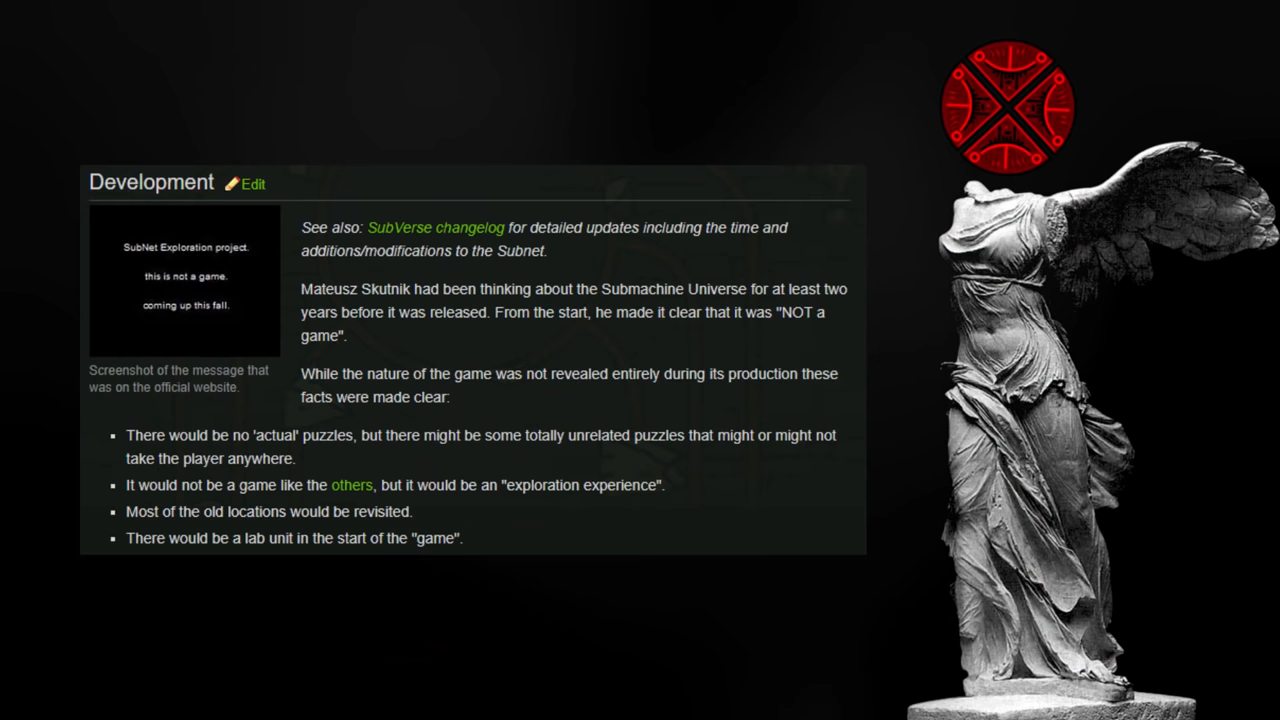 Development Edit
SubNet Exploration project.
this is not a game.
coming up this fall.
Screenshot of the message that
was on the official website.
See also: SubVerse changelog for detailed updates including the time and
additions/modifications to the Subnet.
Mateusz Skutnik had been thinking about the Submachine Universe for at least two
years before it was released. From the start, he made it clear that it was "NOT a
game".
While the nature of the game was not revealed entirely during its production these
facts were made clear:
There would be no 'actual' puzzles, but there might be some totally unrelated puzzles that might or might not
take the player anywhere.
It would not be a game like the others, but it would be an "exploration experience".
Most of the old locations would be revisited.
There would be a lab unit in the start of the "game".